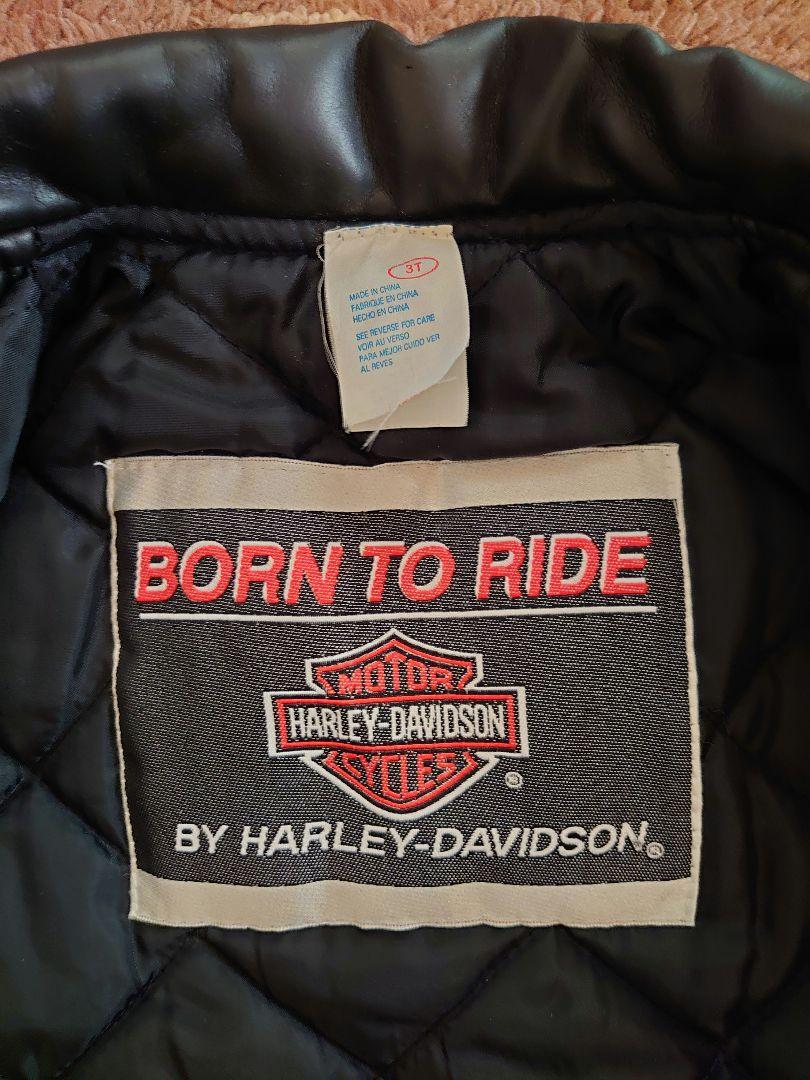 3T
MADE IN CHINA
FABRIQUE EN CHINA
HECHO EN CHINA
SEE REVERSE FOR CARE
VOIR AU VERSO
PARA MEJOR CUIDO VER
AL REVES
BORN TO RIDE
MOTOR
HARLEY-DAVIDSON
CYCLES
®
BY HARLEY-DAVIDSON®